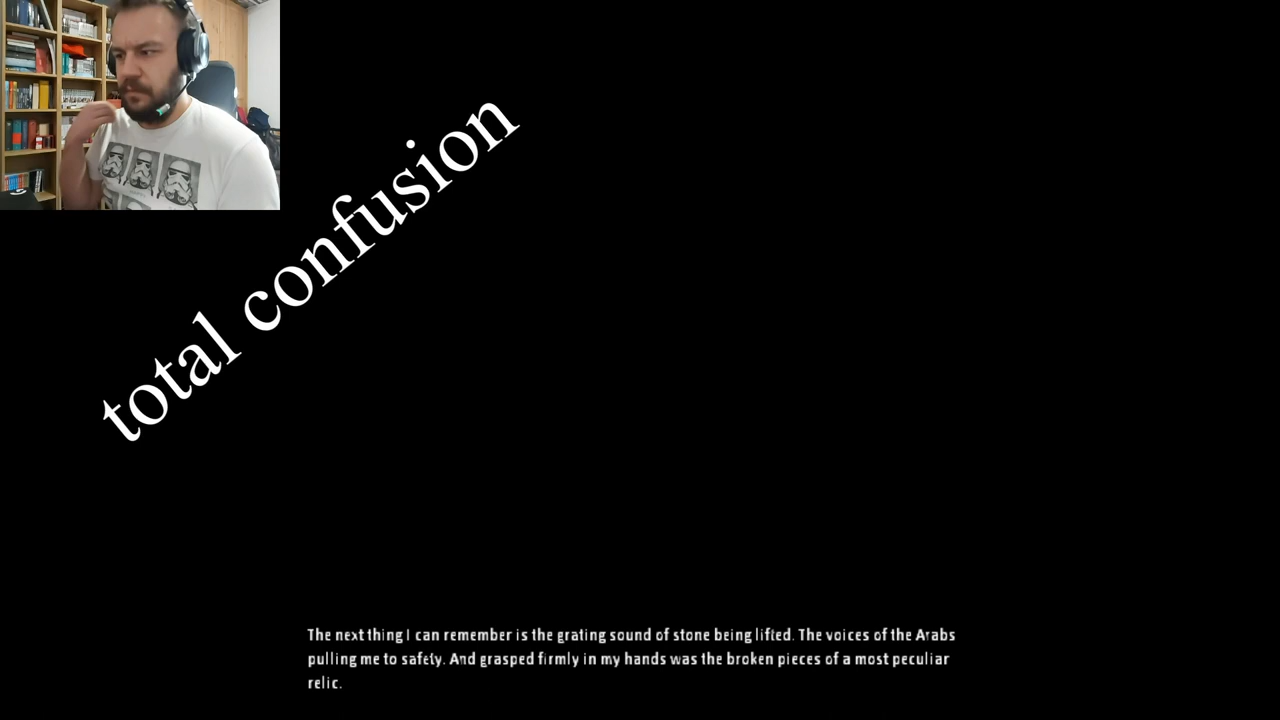 total confusion
The next thing I can remember is the grating sound of stone being lifted. The voices of the Arabs
pulling me to safety. And grasped firmly in my hands was the broken pieces of a most peculiar
relic.